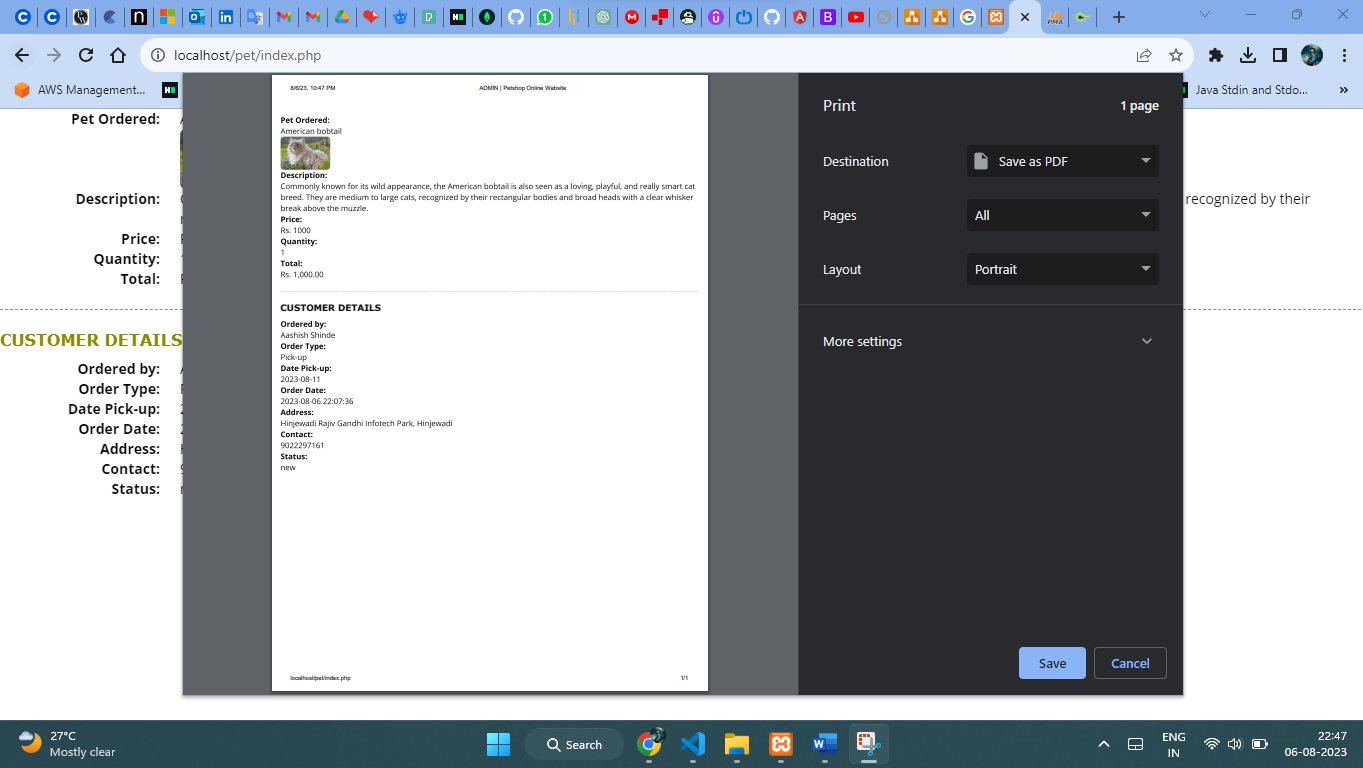 localhost/pet/index.php
AWS Management...
Java Stdin and Stdo...
»
Pet Ordered:
Description:
recognized by their
Price:
Quantity:
Total:
CUSTOMER DETAILS
Ordered by:
Order Type:
Date Pick-up:
Order Date:
Address:
Contact:
Status:
8/6/23, 10:47 PM
ADMIN | Petshop Online Website
Pet Ordered:
American bobtail
Description:
Commonly known for its wild appearance, the American bobtail is also seen as a loving, playful, and really smart cat
breed. They are medium to large cats, recognized by their rectangular bodies and broad heads with a clear whisker
break above the muzzle.
Price:
Rs. 1000
Quantity:
1
Total:
Rs. 1,000.00
CUSTOMER DETAILS
Ordered by:
Aashish Shinde
Order Type:
Pick-up
Date Pick-up:
2023-08-11
Order Date:
2023-08-06 22:07:36
Address:
Hinjewadi Rajiv Gandhi Infotech Park, Hinjewadi
Contact:
9022297161
Status:
new
localhost/pet/index.php
1/1
Print
1 page
Destination
Save as PDF
Pages
All
Layout
Portrait
More settings
Save
Cancel
27°C
Mostly clear
Search
ENG
IN
22:47
06-08-2023